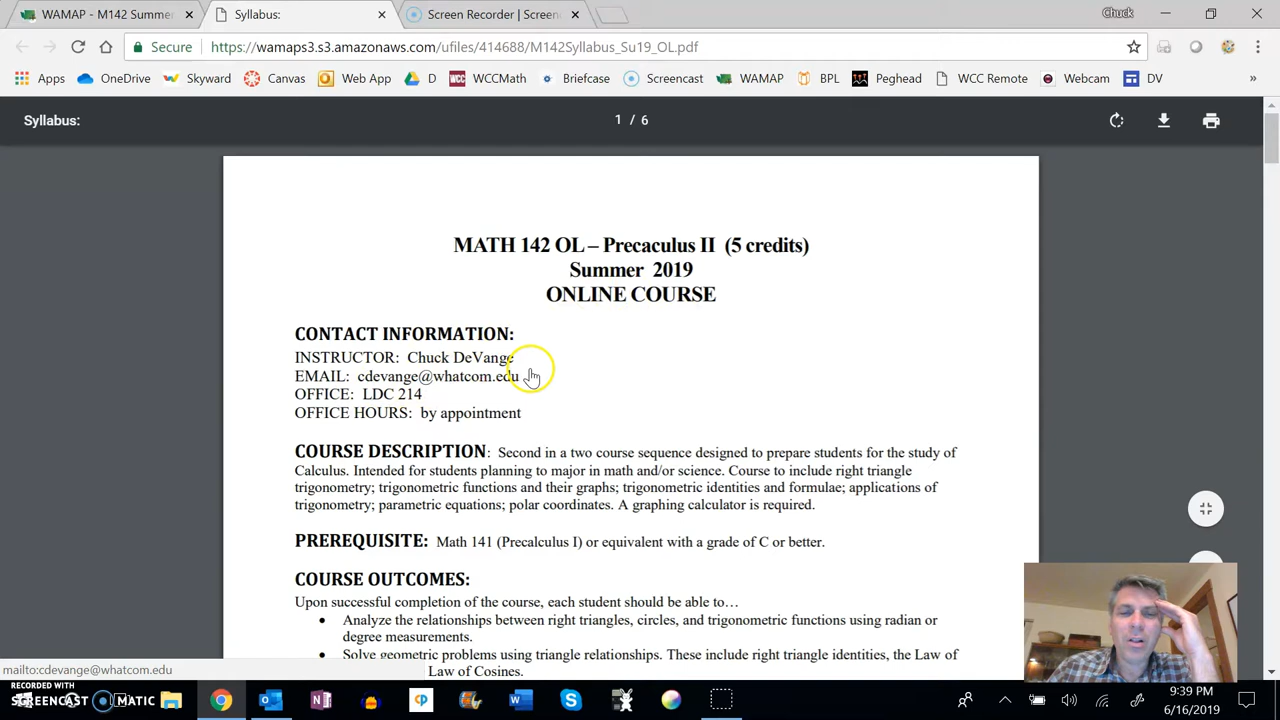 WAMAP - M142 Summer
Syllabus:
Screen Recorder | Screen
Chuck
Secure
https://wamaps3.s3.amazonaws.com/ufiles/414688/M142Syllabus_Su19_OL.pdf
Apps OneDrive Skyward Canvas Web App D WCCMath Briefcase Screencast WAMAP BPL Peghead WCC Remote Webcam DV »
Syllabus:
1 / 6
MATH 142 OL – Precaculus II (5 credits)
Summer 2019
ONLINE COURSE
CONTACT INFORMATION:
INSTRUCTOR: Chuck DeVange
EMAIL: cdevange@whatcom.edu
OFFICE: LDC 214
OFFICE HOURS: by appointment
COURSE DESCRIPTION: Second in a two course sequence designed to prepare students for the study of
Calculus. Intended for students planning to major in math and/or science. Course to include right triangle
trigonometry; trigonometric functions and their graphs; trigonometric identities and formulae; applications of
trigonometry; parametric equations; polar coordinates. A graphing calculator is required.
PREREQUISITE: Math 141 (Precalculus I) or equivalent with a grade of C or better.
COURSE OUTCOMES:
Upon successful completion of the course, each student should be able to…
• Analyze the relationships between right triangles, circles, and trigonometric functions using radian or
degree measurements.
• Solve geometric problems using triangle relationships. These include right triangle identities, the Law of
Law of Cosines.
mailto:cdevange@whatcom.edu
RECORDED WITH
SCREENCAST MATIC
9:39 PM
6/16/2019